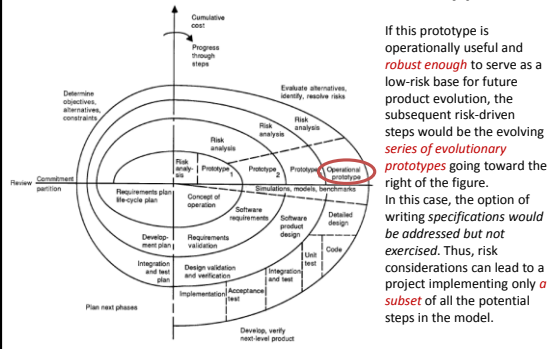 Cumulative
cost
Progress
through
steps
Determine
objectives,
alternatives,
constraints
Evaluate alternatives,
identify, resolve risks
Risk
analysis
Risk
analysis
Risk
analysis
Risk
analy-
sis
Prototype
1
Prototype
2
Prototype
Operational
prototype
Review
Commitment
partition
Requirements plan
life-cycle plan
Concept of
operation
Simulations, models, benchmarks
Software
requirements
Software
product
design
Detailed
design
Develop-
ment plan
Requirements
validation
Integration
and test
plan
Design validation
and verification
Code
Unit
test
Integration
and test
Acceptance
test
Implementation
Plan next phases
Develop, verify
next-level product
If this prototype is
operationally useful and
robust enough to serve as a
low-risk base for future
product evolution, the
subsequent risk-driven
steps would be the evolving
series of evolutionary
prototypes going toward the
right of the figure.
In this case, the option of
writing specifications would
be addressed but not
exercised. Thus, risk
considerations can lead to a
project implementing only a
subset of all the potential
steps in the model.